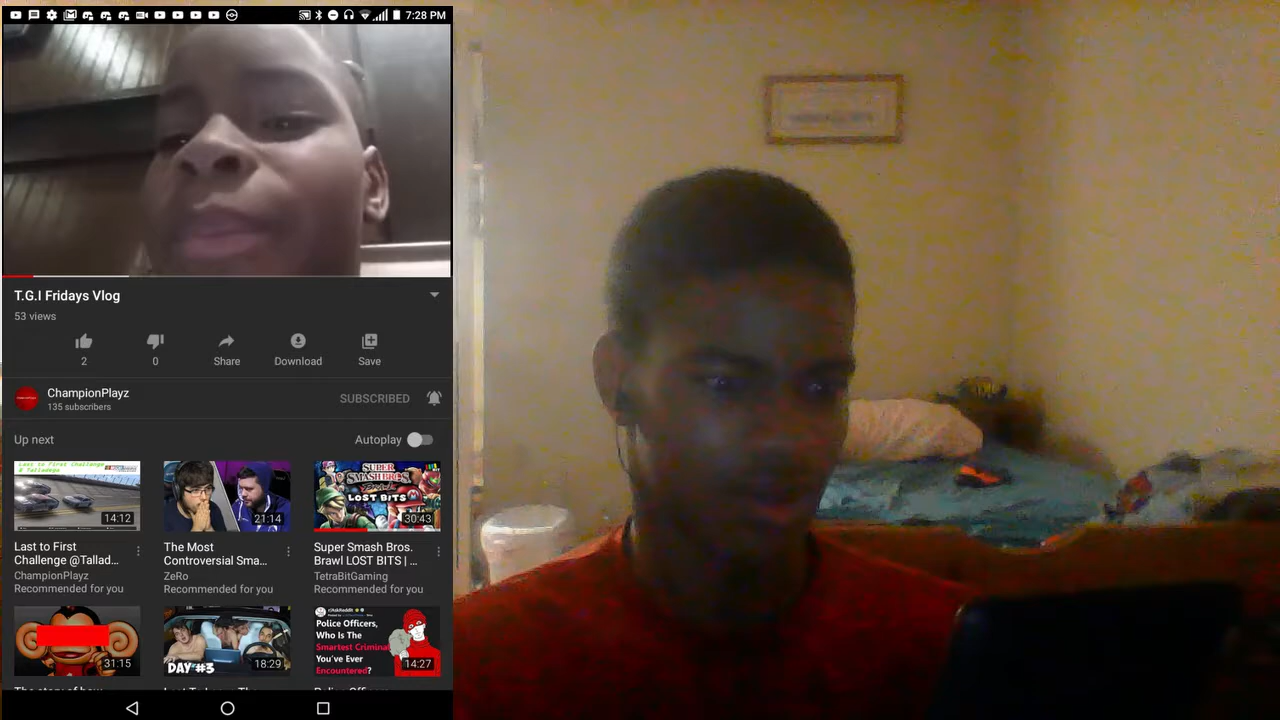 7:28 PM
T.G.I Fridays Vlog
53 views
2
0
Share
Download
Save
ChampionPlayz
135 subscribers
SUBSCRIBED
Up next
Autoplay
Last to First Challenge
@ Talladega
14:12
21:14
SUPER
SMASH BROS.
Brawl
LOST BITS
30:43
Last to First
Challenge @Tallad...
ChampionPlayz
Recommended for you
The Most
Controversial Sma...
ZeRo
Recommended for you
Super Smash Bros.
Brawl LOST BITS | ...
TetraBitGaming
Recommended for you
31:15
DAY #3
18:29
r/AskReddit
Police Officers,
Who Is The
Smartest Criminal
You've Ever
Encountered?
14:27